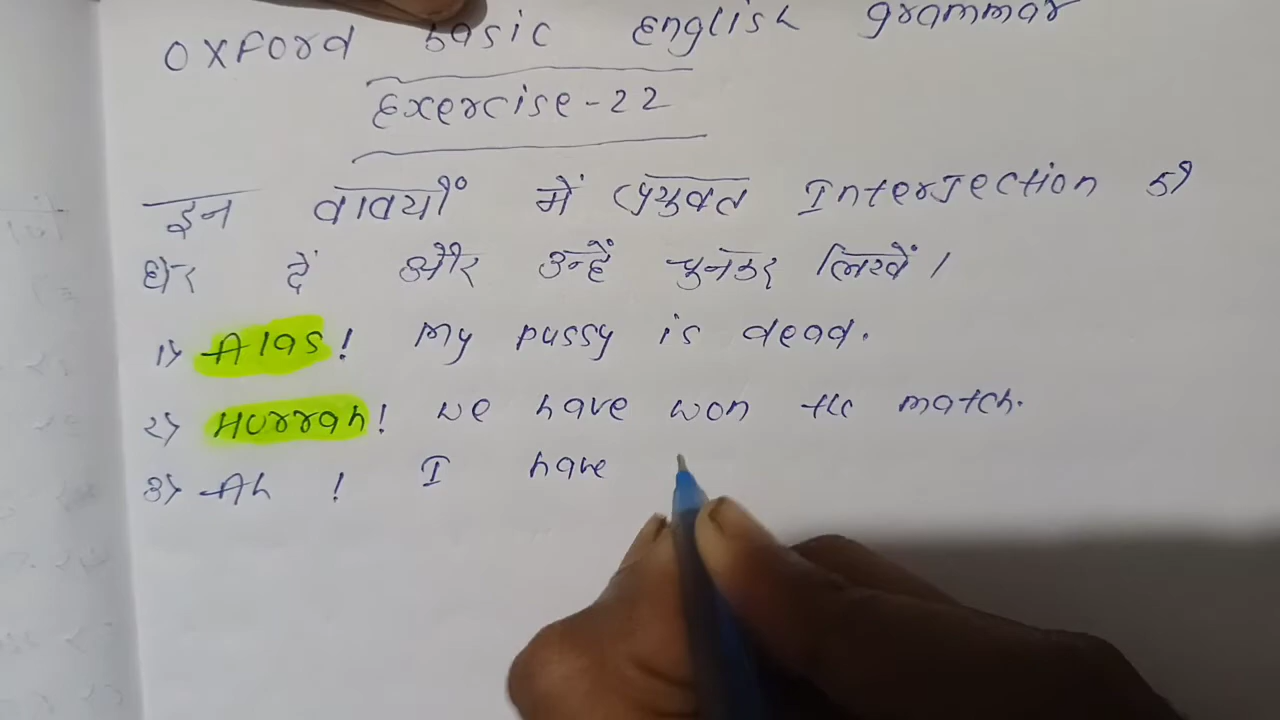 Oxford basic English grammar
Exercise-22
इन वाक्यों में प्रयुक्त Interjection को
घेर दें और उन्हें चुनकर लिखें।
1) Alas! My pussy is dead.
2) Hurrah! we have won the match.
3) Ah ! I have